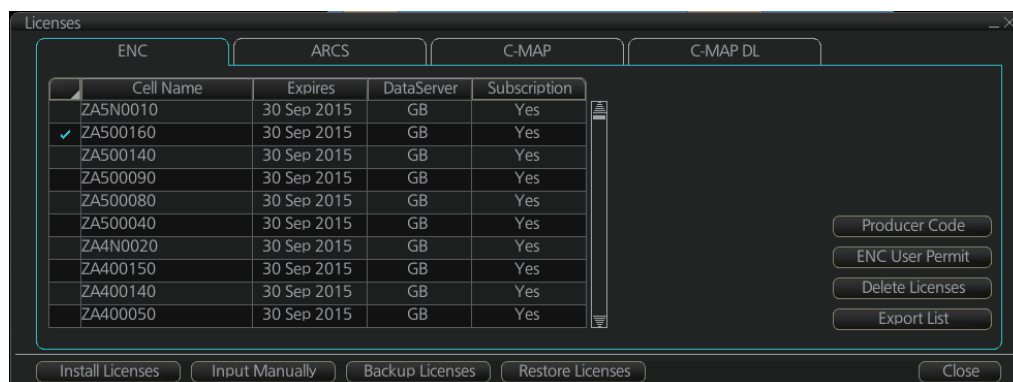 Licenses
ENC ARCS C-MAP C-MAP DL
Cell Name Expires DataServer Subscription
ZA5N0010 30 Sep 2015 GB Yes
ZA500160 30 Sep 2015 GB Yes
ZA500140 30 Sep 2015 GB Yes
ZA500090 30 Sep 2015 GB Yes
ZA500080 30 Sep 2015 GB Yes
ZA500040 30 Sep 2015 GB Yes
ZA4N0020 30 Sep 2015 GB Yes
ZA400150 30 Sep 2015 GB Yes
ZA400140 30 Sep 2015 GB Yes
ZA400050 30 Sep 2015 GB Yes
Producer Code
ENC User Permit
Delete Licenses
Export List
Install Licenses Input Manually Backup Licenses Restore Licenses Close